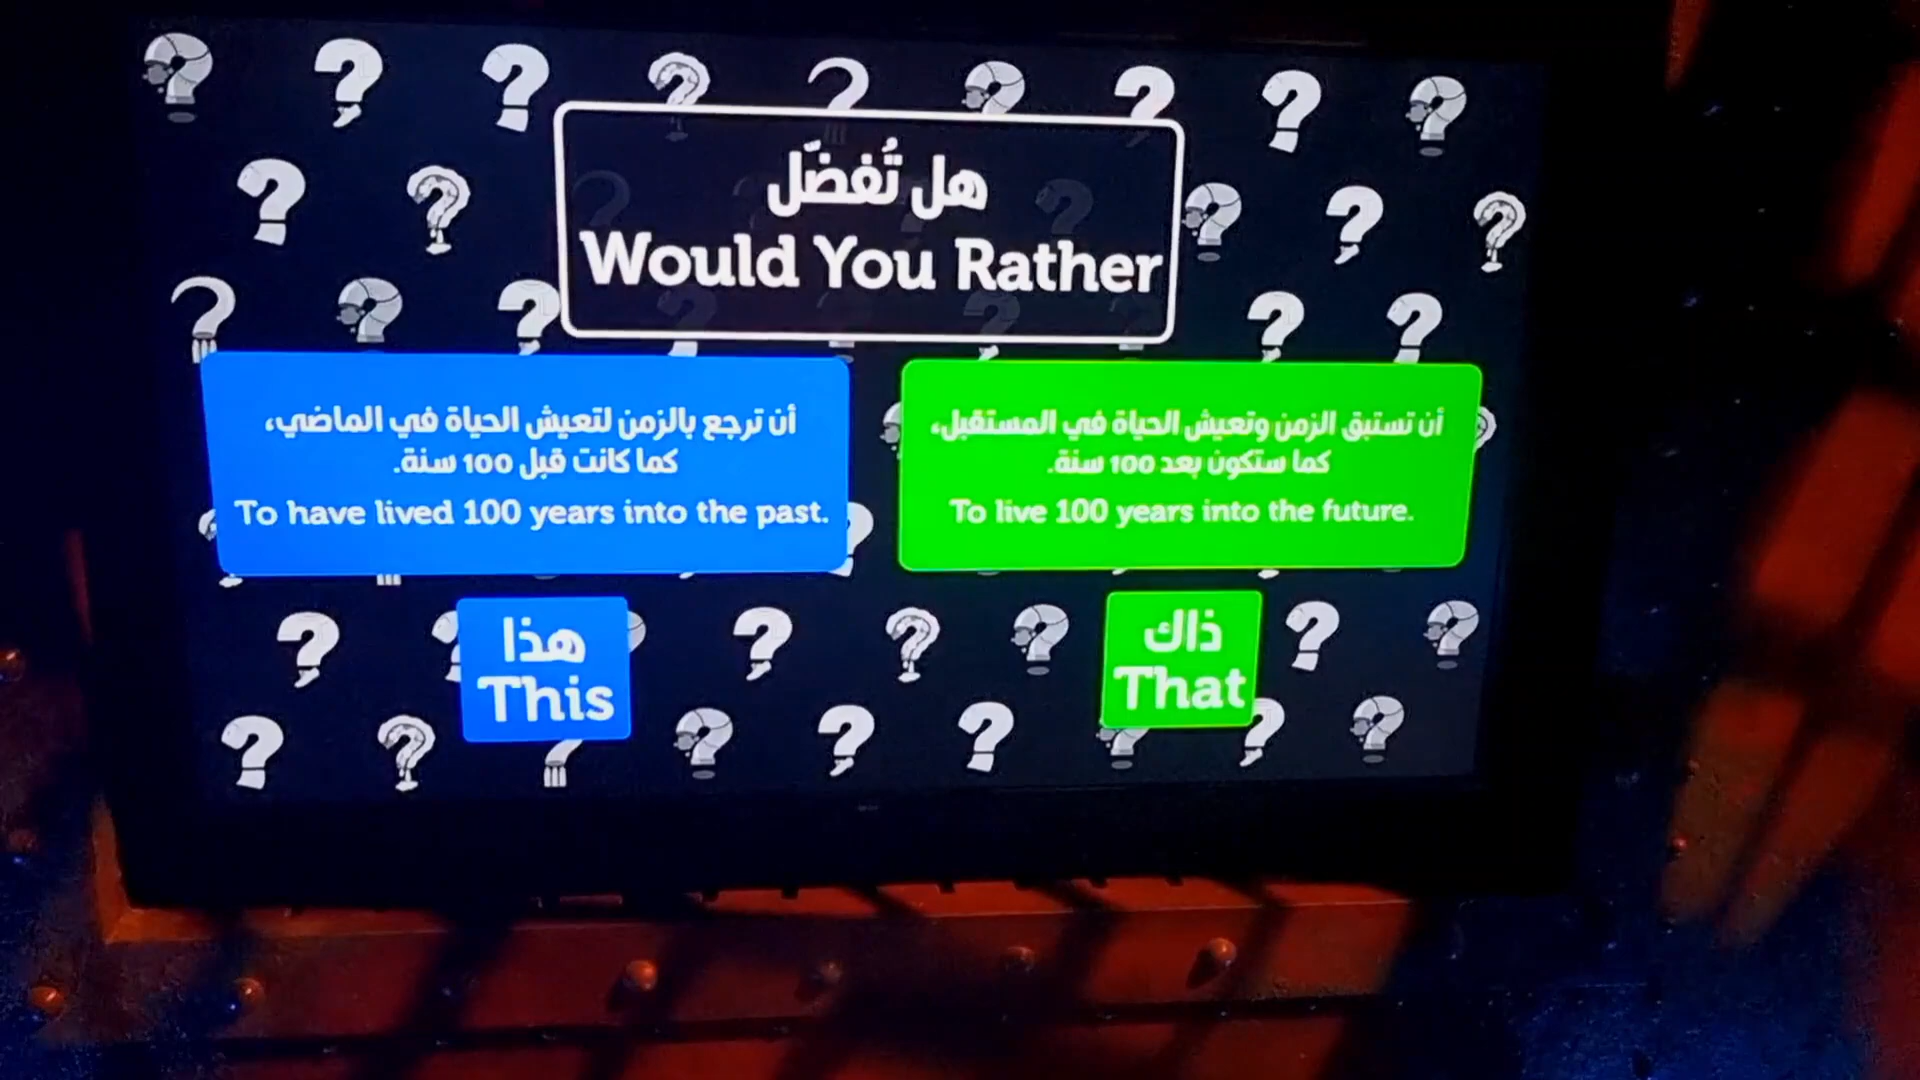 هل تُفضَل
Would You Rather
أن ترجع بالزمن لتعيش الحياة في الماضي،
كما كانت قبل 100 سنة.
To have lived 100 years into the past.
أن تستبق الزمن وتعيش الحياة في المستقبل،
كما ستكون بعد 100 سنة.
To live 100 years into the future.
هذا
This
ذاك
That